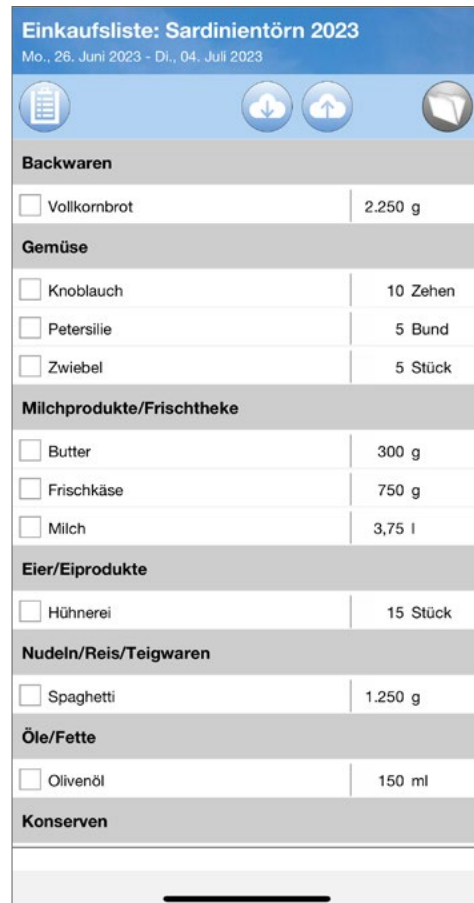 Einkaufsliste: Sardinientörn 2023
Mo., 26. Juni 2023 - Di., 04. Juli 2023
Backwaren
Vollkornbrot 2.250 g
Gemüse
Knoblauch 10 Zehen
Petersilie 5 Bund
Zwiebel 5 Stück
Milchprodukte/Frischtheke
Butter 300 g
Frischkäse 750 g
Milch 3,75 l
Eier/Eiprodukte
Hühnerei 15 Stück
Nudeln/Reis/Teigwaren
Spaghetti 1.250 g
Öle/Fette
Olivenöl 150 ml
Konserven